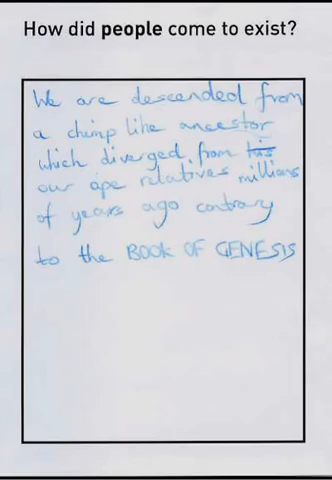 How did people come to exist?
We are descended from
a chimp like ancestor
which diverged from his
our ape relatives millions
of years ago contrary
to the BOOK OF GENESIS